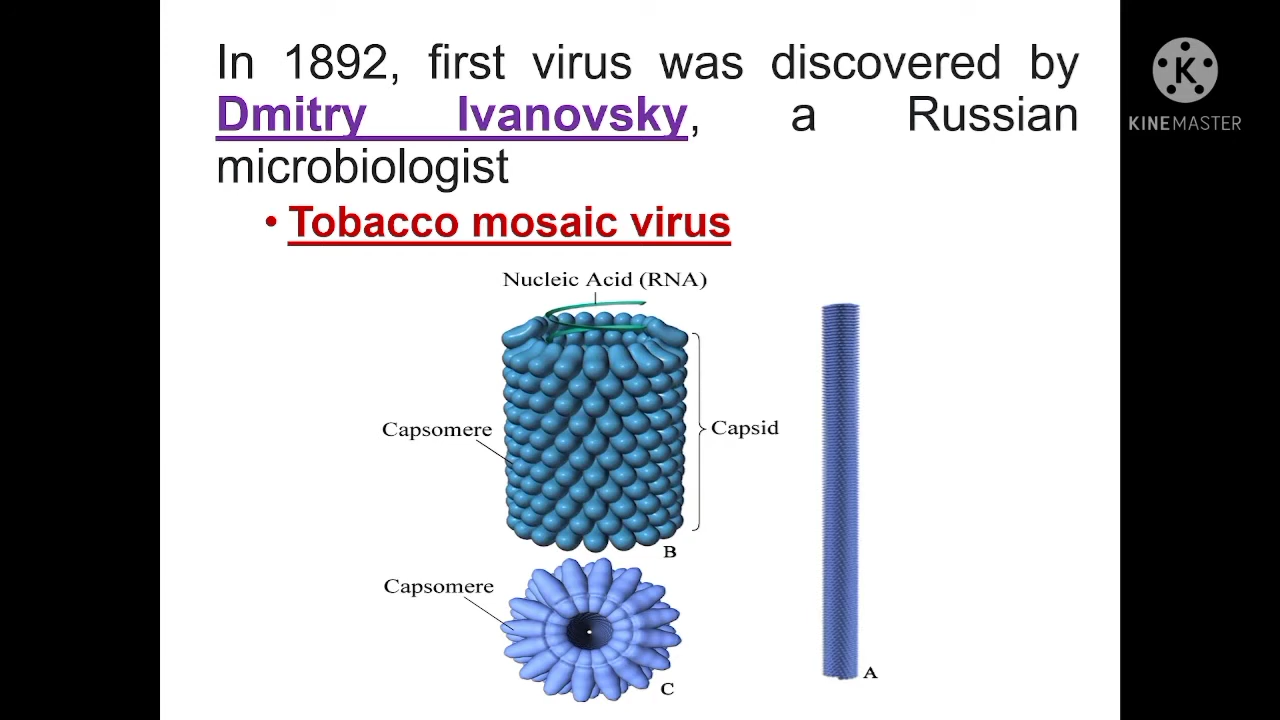 In 1892, first virus was discovered by
Dmitry Ivanovsky, a Russian
microbiologist
• Tobacco mosaic virus
Nucleic Acid (RNA)
Capsomere
Capsid
B
Capsomere
C
A
K
KINEMASTER